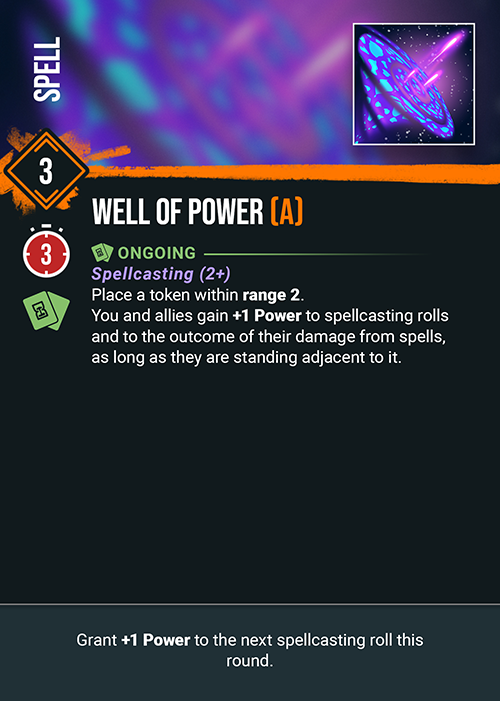 SPELL
3
WELL OF POWER (A)
3
ONGOING
Spellcasting (2+)
Place a token within range 2.
You and allies gain +1 Power to spellcasting rolls
and to the outcome of their damage from spells,
as long as they are standing adjacent to it.
Grant +1 Power to the next spellcasting roll this
round.